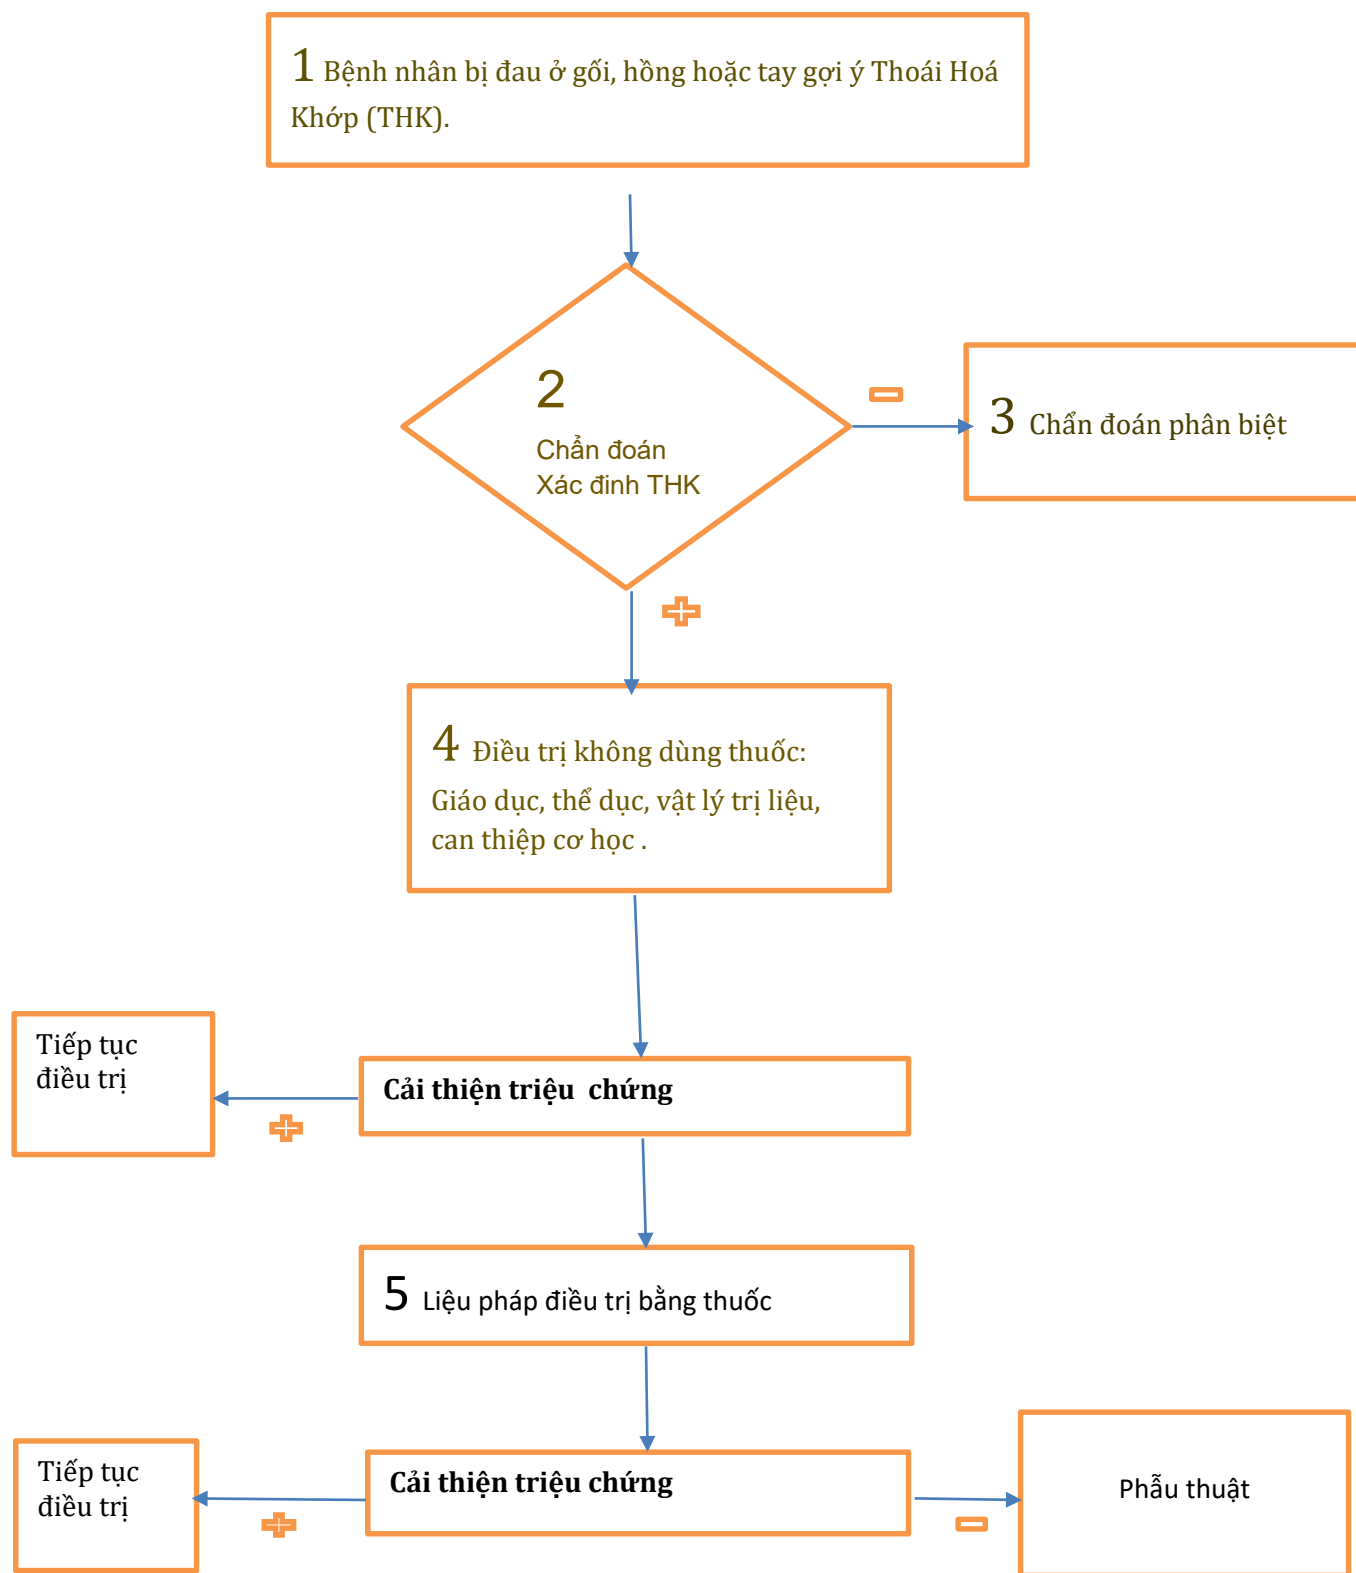 1 Bệnh nhân bị đau ở gối, hồng hoặc tay gợi ý Thoái Hoá
Khớp (THK).
2
Chẩn đoán
Xác đinh THK
3 Chẩn đoán phân biệt
4 Điều trị không dùng thuốc:
Giáo dục, thể dục, vật lý trị liệu,
can thiệp cơ học .
Tiếp tục
điều trị
Cải thiện triệu chứng
5 Liệu pháp điều trị bằng thuốc
Tiếp tục
điều trị
Cải thiện triệu chứng
Phẫu thuật